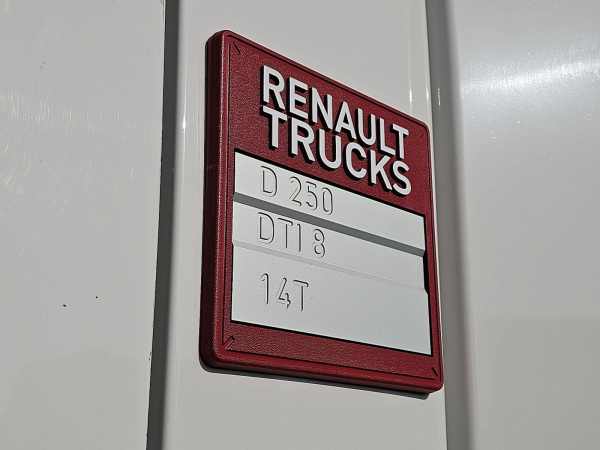 RENAULT
TRUCKS
D 250
DTI 8
14T